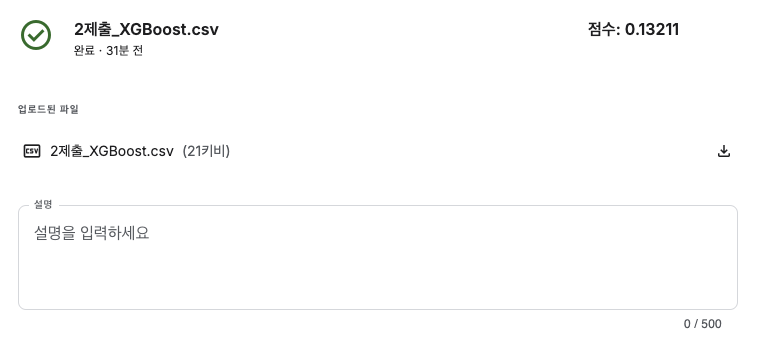 2제출_XGBoost.csv
점수: 0.13211
완료 · 31분 전
업로드된 파일
CSV 2제출_XGBoost.csv (21키비)
설명
설명을 입력하세요
0 / 500